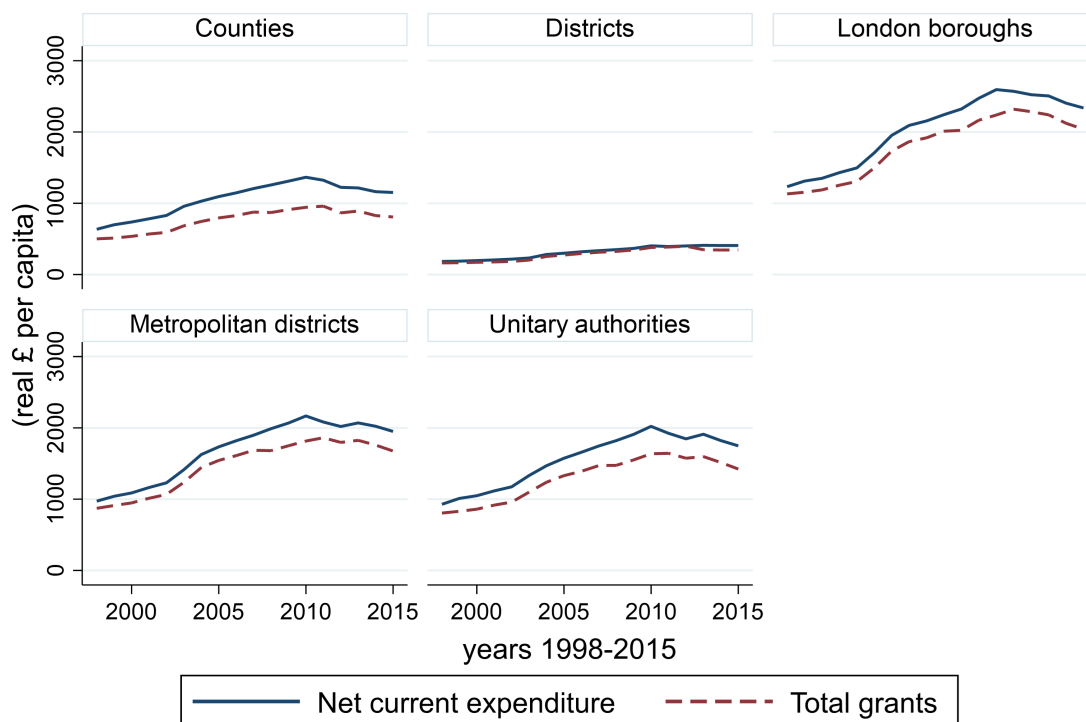 Counties
Districts
London boroughs
3000
2000
1000
0
Metropolitan districts
Unitary authorities
3000
2000
1000
0
(real £ per capita)
2000
2005
2010
2015
2000
2005
2010
2015
years 1998-2015
Net current expenditure
Total grants